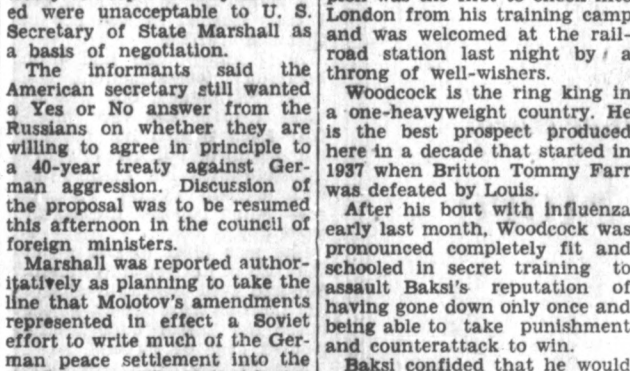 ed were unacceptable to U. S.
Secretary of State Marshall as
a basis of negotiation.
The informants said the
American secretary still wanted
a Yes or No answer from the
Russians on whether they are
willing to agree in principle to
a 40-year treaty against Ger-
man aggression. Discussion of
the proposal was to be resumed
this afternoon in the council of
foreign ministers.
Marshall was reported author-
itatively as planning to take the
line that Molotov's amendments
represented in effect a Soviet
effort to write much of the Ger-
man peace settlement into the
London from his training camp
and was welcomed at the rail-
road station last night by a
throng of well-wishers.
Woodcock is the ring king in
a one-heavyweight country. He
is the best prospect produced
here in a decade that started in
1937 when Britton Tommy Farr
was defeated by Louis.
After his bout with influenza
early last month, Woodcock was
pronounced completely fit and
schooled in secret training to
assault Baksi's reputation of
having gone down only once and
being able to take punishment
and counterattack to win.
Baksi confided that he would